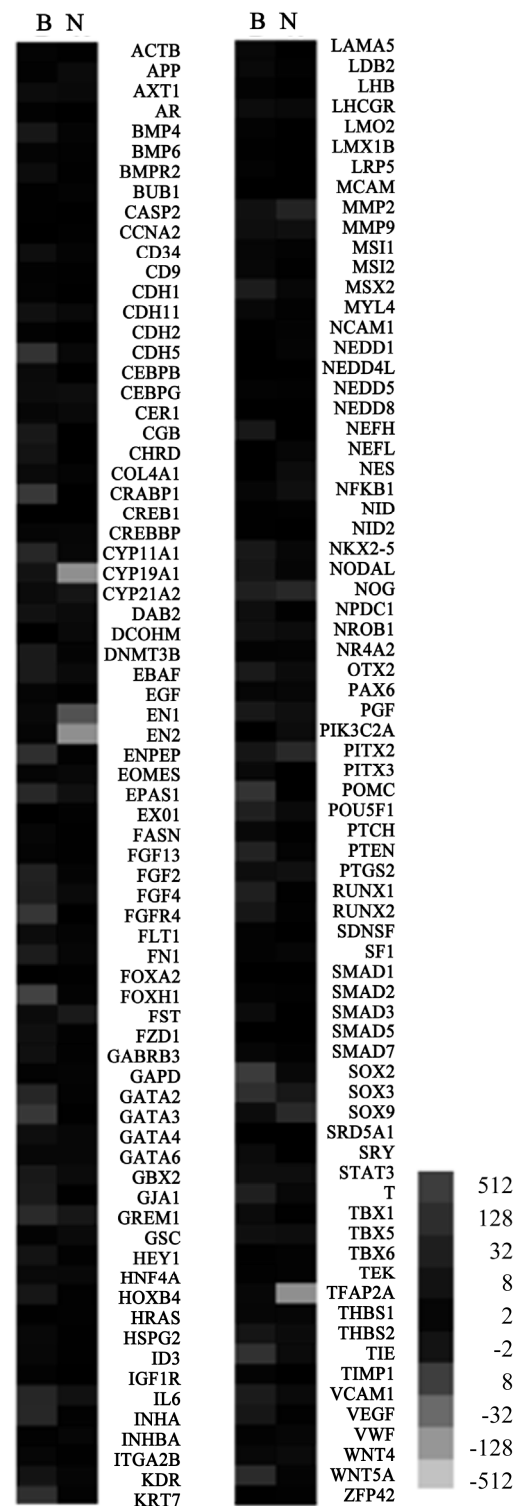 B N
ACTB
APP
AXT1
AR
BMP4
BMP6
BMPR2
BUB1
CASP2
CCNA2
CD34
CD9
CDH1
CDH11
CDH2
CDH5
CEBPB
CEBPG
CER1
CGB
CHRD
COL4A1
CRABP1
CREB1
CREBBP
CYP11A1
CYP19A1
CYP21A2
DAB2
DCOHM
DNMT3B
EBAF
EGF
EN1
EN2
ENPEP
EOMES
EPAS1
EX01
FASN
FGF13
FGF2
FGF4
FGFR4
FLT1
FN1
FOXA2
FOXH1
FST
FZD1
GABRB3
GAPD
GATA2
GATA3
GATA4
GATA6
GBX2
GJA1
GREM1
GSC
HEY1
HNF4A
HOXB4
HRAS
HSPG2
ID3
IGF1R
IL6
INHA
INHBA
ITGA2B
KDR
KRT7
B N
LAMA5
LDB2
LHB
LHCGR
LMO2
LMX1B
LRP5
MCAM
MMP2
MMP9
MSI1
MSI2
MSX2
MYL4
NCAM1
NEDD1
NEDD4L
NEDD5
NEDD8
NEFH
NEFL
NES
NFKB1
NID
NID2
NKX2-5
NODAL
NOG
NPDC1
NROB1
NR4A2
OTX2
PAX6
PGF
PIK3C2A
PITX2
PITX3
POMC
POU5F1
PTCH
PTEN
PTGS2
RUNX1
RUNX2
SDNSF
SF1
SMAD1
SMAD2
SMAD3
SMAD5
SMAD7
SOX2
SOX3
SOX9
SRD5A1
SRY
STAT3
T
TBX1
TBX5
TBX6
TEK
TFAP2A
THBS1
THBS2
TIE
TIMP1
VCAM1
VEGF
VWF
WNT4
WNT5A
ZFP42
512
128
32
8
2
-2
8
-32
-128
-512